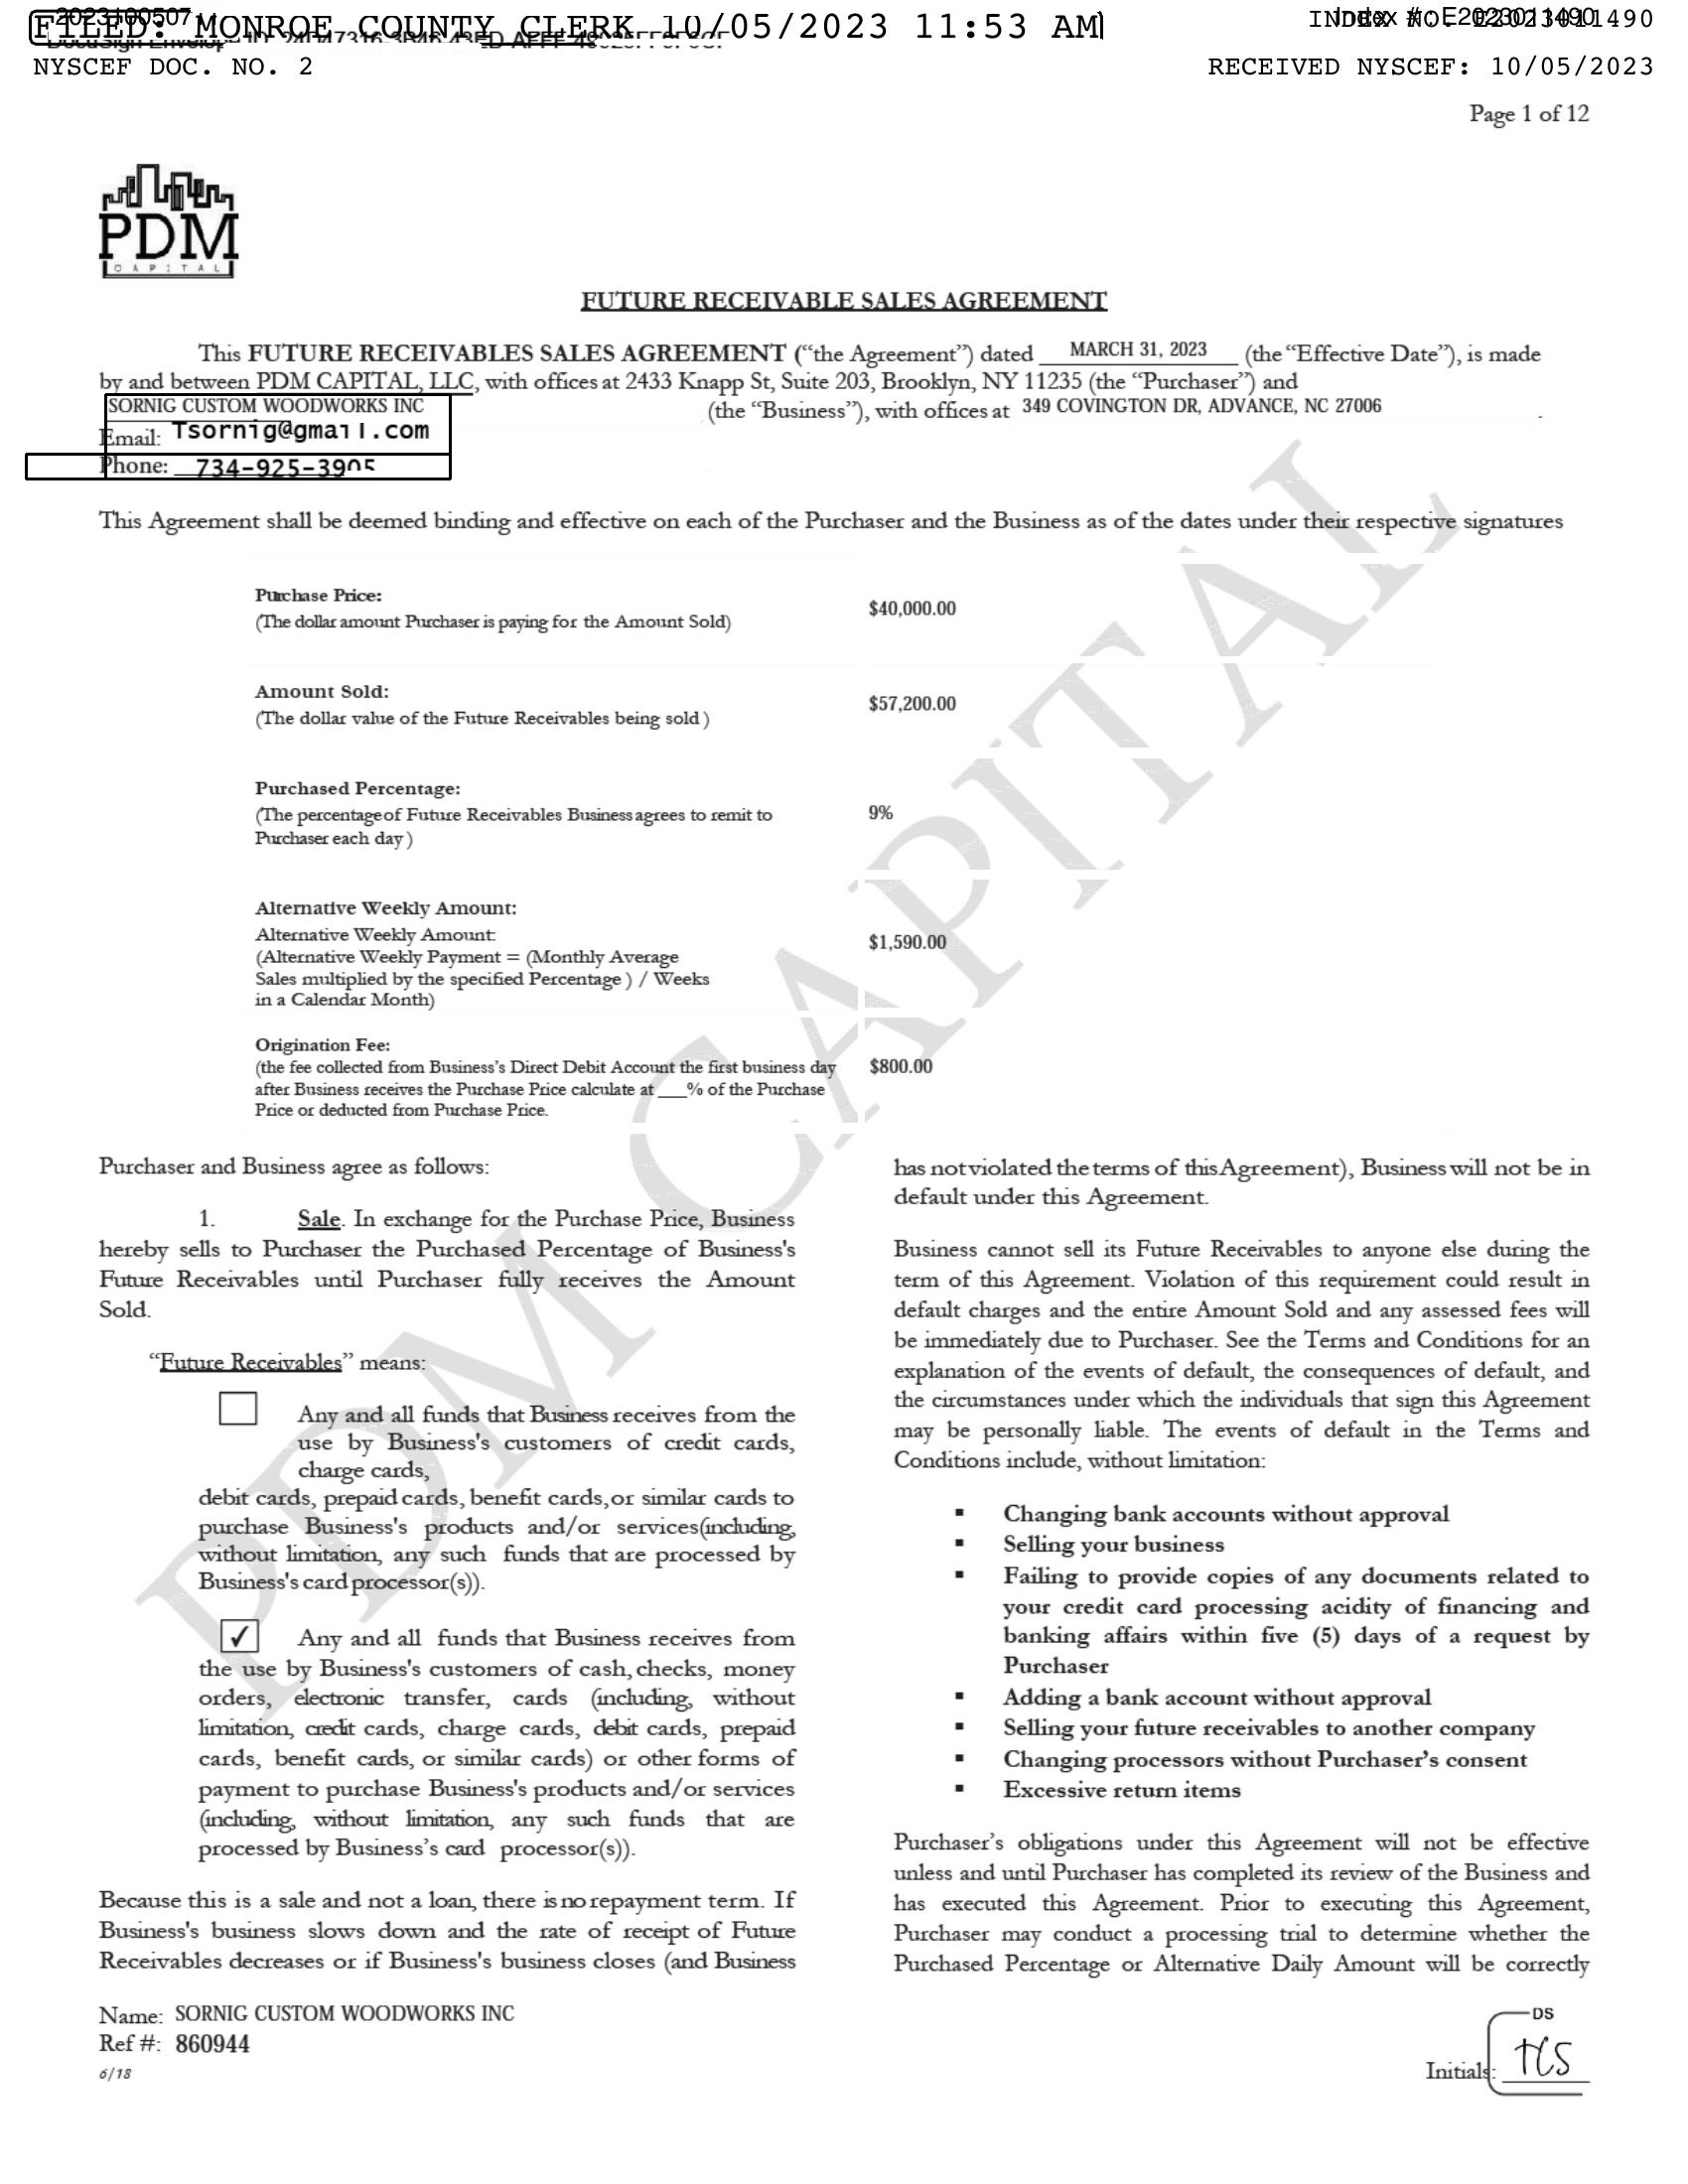 FILED: MONROE COUNTY CLERK 10/05/2023 11:53 AM
202310050
INDEX NO. E2023011490
Index #: E2023011490
NYSCEF DOC. NO. 2
RECEIVED NYSCEF: 10/05/2023
Page 1 of 12
PDM
CAPITAL
FUTURE RECEIVABLE SALES AGREEMENT
This FUTURE RECEIVABLES SALES AGREEMENT (“the Agreement”) dated MARCH 31, 2023 (the “Effective Date”), is made
by and between PDM CAPITAL, LLC, with offices at 2433 Knapp St, Suite 203, Brooklyn, NY 11235 (the “Purchaser”) and
SORNIG CUSTOM WOODWORKS INC (the “Business”), with offices at 349 COVINGTON DR, ADVANCE, NC 27006 .
Email: Tsornig@gmail.com
Phone: 734-925-3905
This Agreement shall be deemed binding and effective on each of the Purchaser and the Business as of the dates under their respective signatures
Purchase Price:
(The dollar amount Purchaser is paying for the Amount Sold)
$40,000.00
Amount Sold:
(The dollar value of the Future Receivables being sold )
$57,200.00
Purchased Percentage:
(The percentage of Future Receivables Business agrees to remit to
Purchaser each day )
9%
Alternative Weekly Amount:
Alternative Weekly Amount:
(Alternative Weekly Payment = (Monthly Average
Sales multiplied by the specified Percentage ) / Weeks
in a Calendar Month)
$1,590.00
Origination Fee:
(the fee collected from Business’s Direct Debit Account the first business day
after Business receives the Purchase Price calculate at ___% of the Purchase
Price or deducted from Purchase Price.
$800.00
Purchaser and Business agree as follows:
1. Sale. In exchange for the Purchase Price, Business
hereby sells to Purchaser the Purchased Percentage of Business's
Future Receivables until Purchaser fully receives the Amount
Sold.
“Future Receivables” means:
Any and all funds that Business receives from the
use by Business's customers of credit cards,
charge cards,
debit cards, prepaid cards, benefit cards, or similar cards to
purchase Business's products and/or services(including,
without limitation, any such funds that are processed by
Business's card processor(s)).
✓ Any and all funds that Business receives from
the use by Business's customers of cash, checks, money
orders, electronic transfer, cards (including, without
limitation, credit cards, charge cards, debit cards, prepaid
cards, benefit cards, or similar cards) or other forms of
payment to purchase Business's products and/or services
(including, without limitation, any such funds that are
processed by Business’s card processor(s)).
Because this is a sale and not a loan, there is no repayment term. If
Business's business slows down and the rate of receipt of Future
Receivables decreases or if Business's business closes (and Business
has not violated the terms of this Agreement), Business will not be in
default under this Agreement.
Business cannot sell its Future Receivables to anyone else during the
term of this Agreement. Violation of this requirement could result in
default charges and the entire Amount Sold and any assessed fees will
be immediately due to Purchaser. See the Terms and Conditions for an
explanation of the events of default, the consequences of default, and
the circumstances under which the individuals that sign this Agreement
may be personally liable. The events of default in the Terms and
Conditions include, without limitation:
▪ Changing bank accounts without approval
▪ Selling your business
▪ Failing to provide copies of any documents related to
your credit card processing acidity of financing and
banking affairs within five (5) days of a request by
Purchaser
▪ Adding a bank account without approval
▪ Selling your future receivables to another company
▪ Changing processors without Purchaser’s consent
▪ Excessive return items
Purchaser’s obligations under this Agreement will not be effective
unless and until Purchaser has completed its review of the Business and
has executed this Agreement. Prior to executing this Agreement,
Purchaser may conduct a processing trial to determine whether the
Purchased Percentage or Alternative Daily Amount will be correctly
Name: SORNIG CUSTOM WOODWORKS INC
Ref #: 860944
6/18
DS
Initials: TCS
PDM CAPITAL